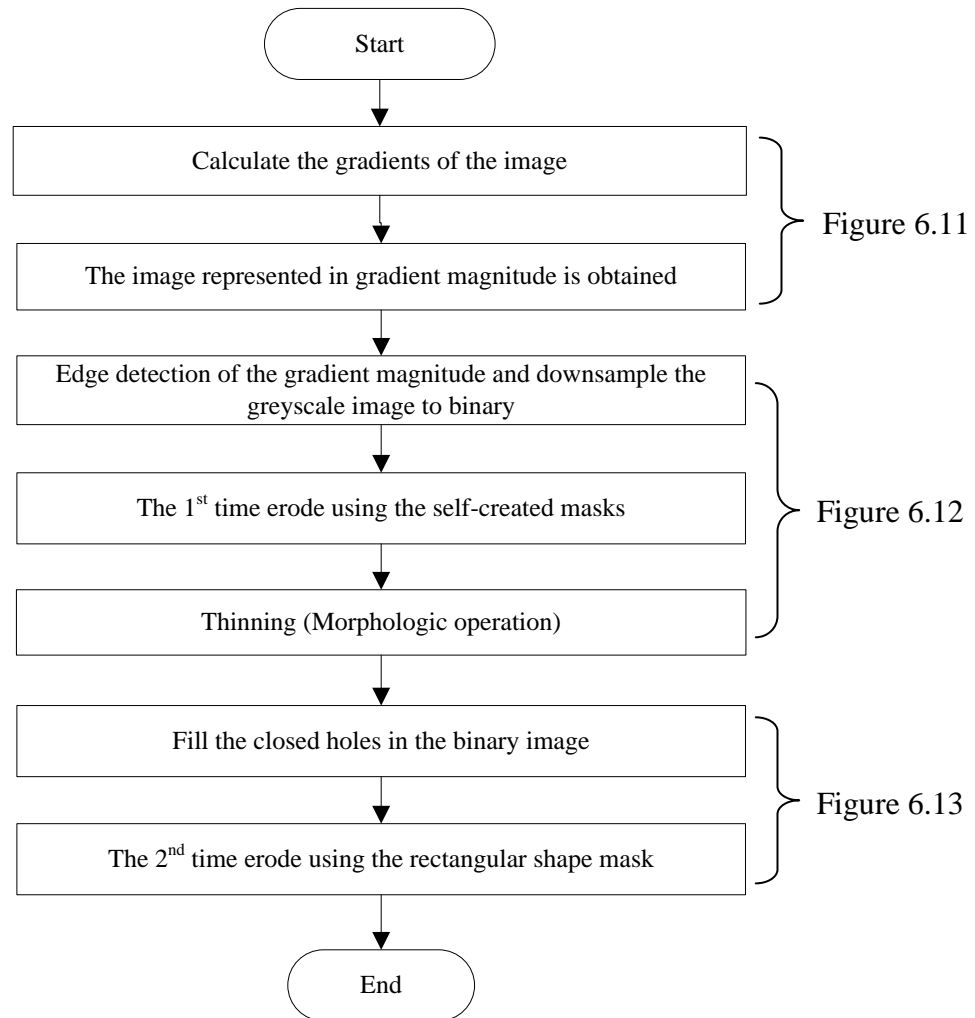 Start
Calculate the gradients of the image
The image represented in gradient magnitude is obtained
Figure 6.11
Edge detection of the gradient magnitude and downsample the
greyscale image to binary
The 1st time erode using the self-created masks
Thinning (Morphologic operation)
Figure 6.12
Fill the closed holes in the binary image
The 2nd time erode using the rectangular shape mask
Figure 6.13
End